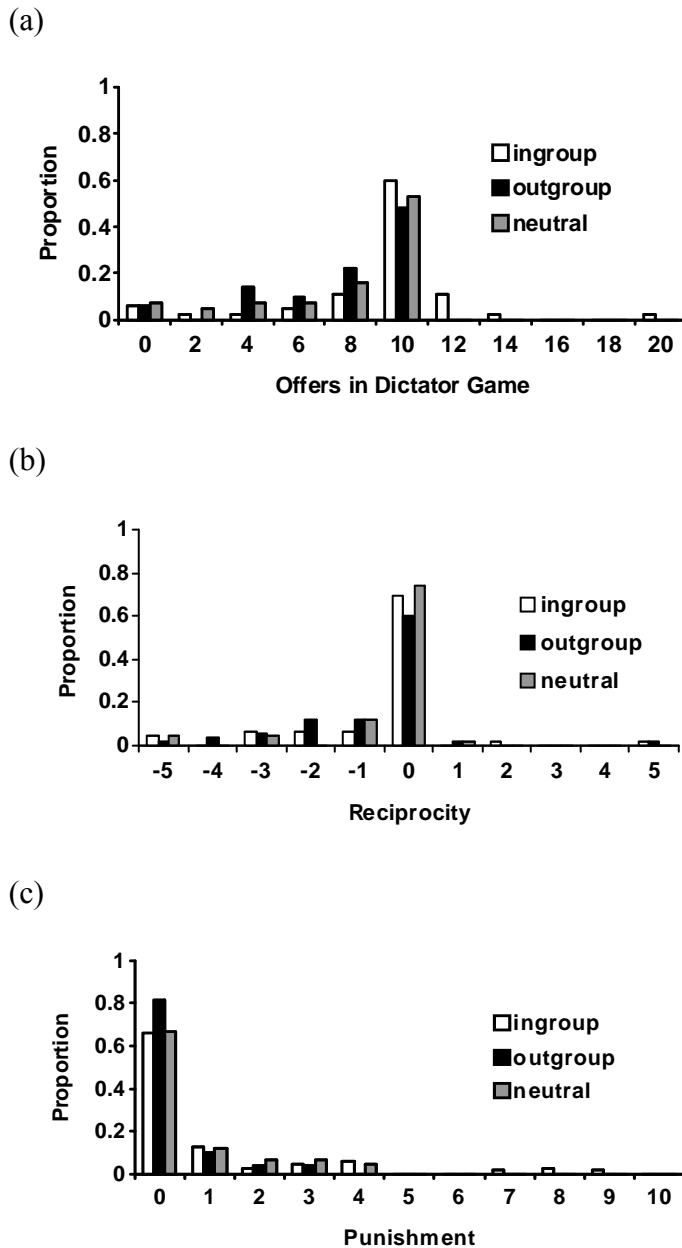 (a)
Proportion
1
0.8
0.6
0.4
0.2
0
ingroup
outgroup
neutral
0 2 4 6 8 10 12 14 16 18 20
Offers in Dictator Game
(b)
Proportion
1
0.8
0.6
0.4
0.2
0
ingroup
outgroup
neutral
-5 -4 -3 -2 -1 0 1 2 3 4 5
Reciprocity
(c)
Proportion
1
0.8
0.6
0.4
0.2
0
ingroup
outgroup
neutral
0 1 2 3 4 5 6 7 8 9 10
Punishment